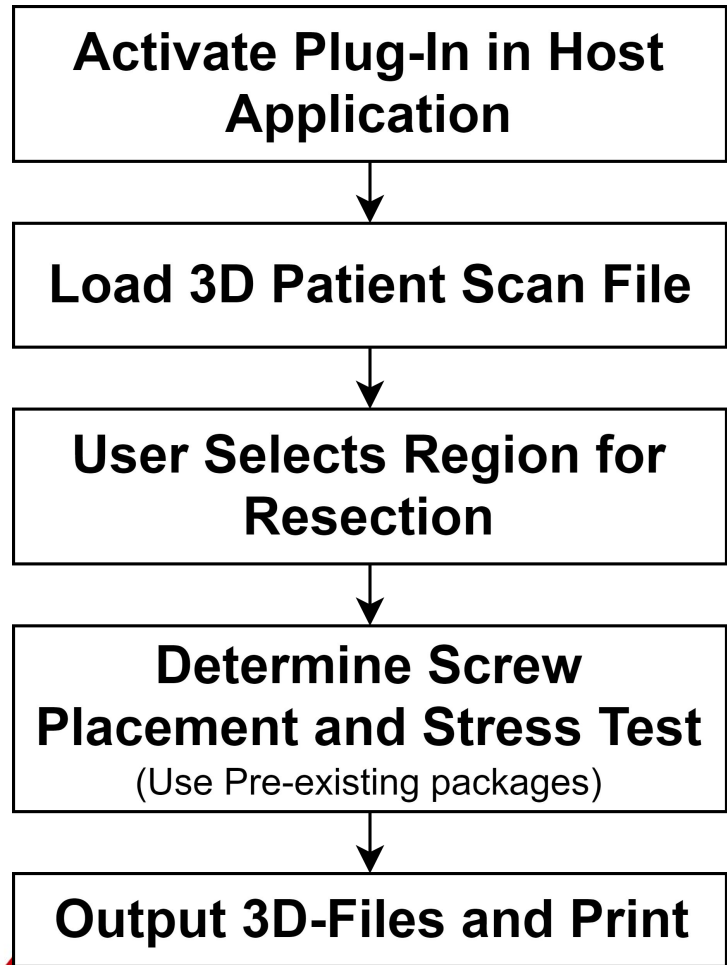 Activate Plug-In in Host
Application
Load 3D Patient Scan File
User Selects Region for
Resection
Determine Screw
Placement and Stress Test
(Use Pre-existing packages)
Output 3D-Files and Print